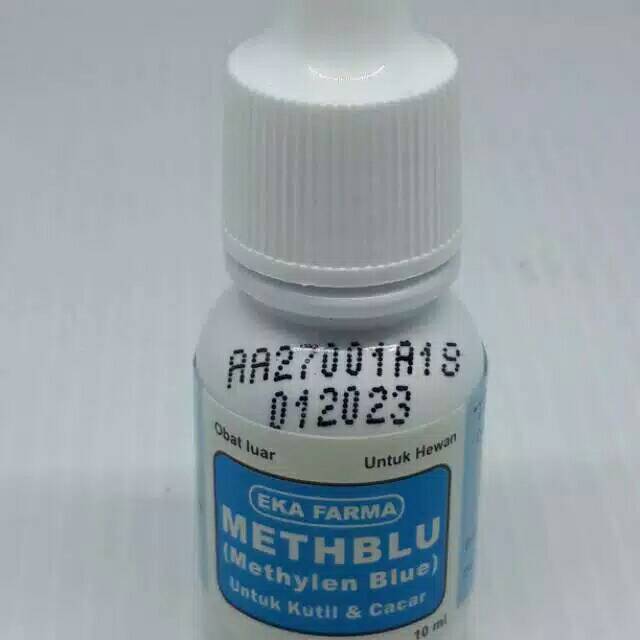 AA27001A19
012023
Obat luar Untuk Hewan
EKA FARMA
METHBLU
(Methylen Blue)
Untuk Kutil & Cacar
10 ml